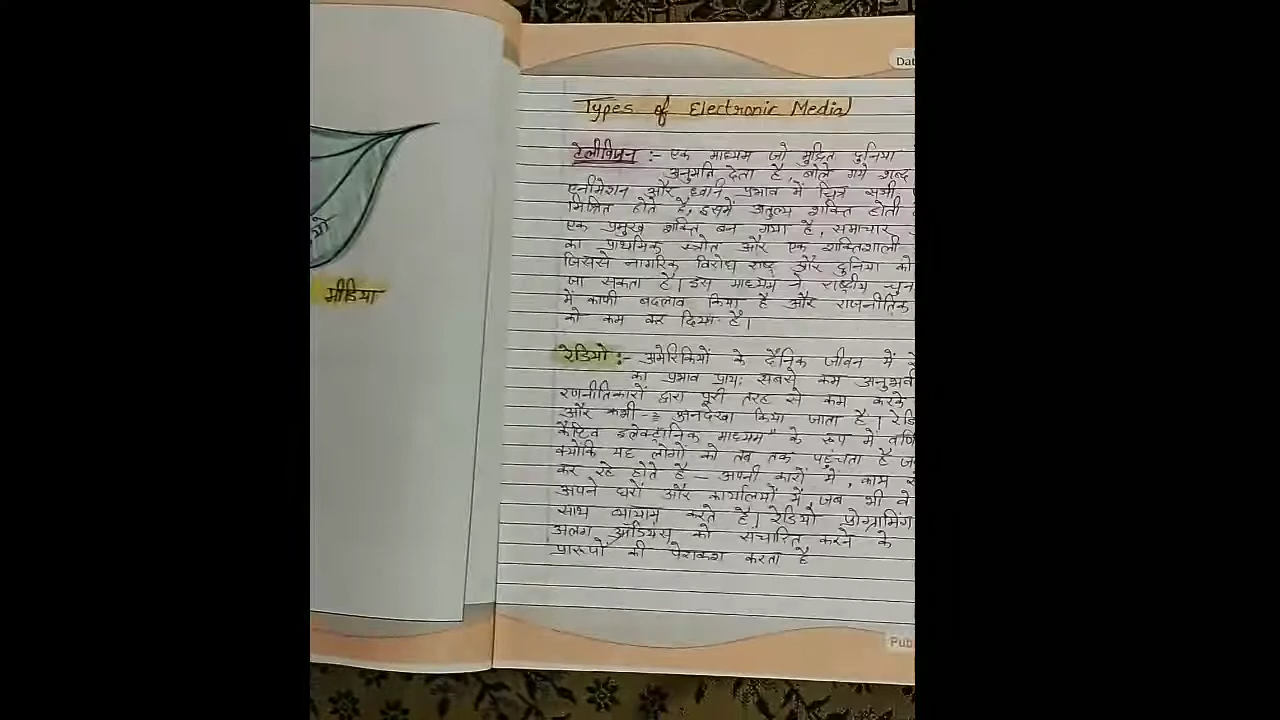 मीडिया
Dat
Types of Electronic Media
टेलीविजन :- एक माध्यम जो मुद्रित दुनिया
अनुमति देता है, बोले गये शब्द
एनीमेशन और ध्वनि प्रभाव में चित्र सभी
मिश्रित होते है, इसमें अतुल्य शक्ति होती
एक प्रमुख शक्ति बन गया है, समाचार
का प्राथमिक स्त्रोत और एक शक्तिशाली
जिससे नागरिक विरोध राष्ट्र और दुनिया को
जा सकता है। इस माध्यम ने राष्ट्रीय चुन
में काफी बदलाव किया है और राजनीतिक
को कम कर दिया है।
रेडियो :- अमेरिकियों के दैनिक जीवन में
का प्रभाव प्राय: सबसे कम अनुभवी
रणनीतिकारों द्वारा पूरी तरह से कम करके
और कभी-2 अनदेखा किया जाता है। रेडि
कैप्टिव इलेक्ट्रानिक माध्यम" के रूप में वर्णि
क्योंकि यह लोगों को तब तक पहुंचता है ज
कर रहे होते है – अपनी कारों में, काम
अपने घरों और कार्यालयों में, जब भी वे
साथ व्यायाम करते है। रेडियो प्रोग्रामिंग
अलग ऑडियंस को संचारित करने के
प्रारूपों की पेशकश करता है
Pub